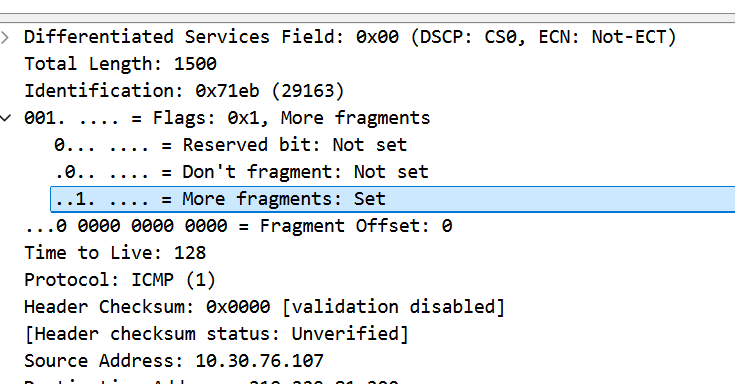 Differentiated Services Field: 0x00 (DSCP: CS0, ECN: Not-ECT)
Total Length: 1500
Identification: 0x71eb (29163)
001. .... = Flags: 0x1, More fragments
0... .... = Reserved bit: Not set
.0.. .... = Don't fragment: Not set
..1. .... = More fragments: Set
...0 0000 0000 0000 = Fragment Offset: 0
Time to Live: 128
Protocol: ICMP (1)
Header Checksum: 0x0000 [validation disabled]
[Header checksum status: Unverified]
Source Address: 10.30.76.107